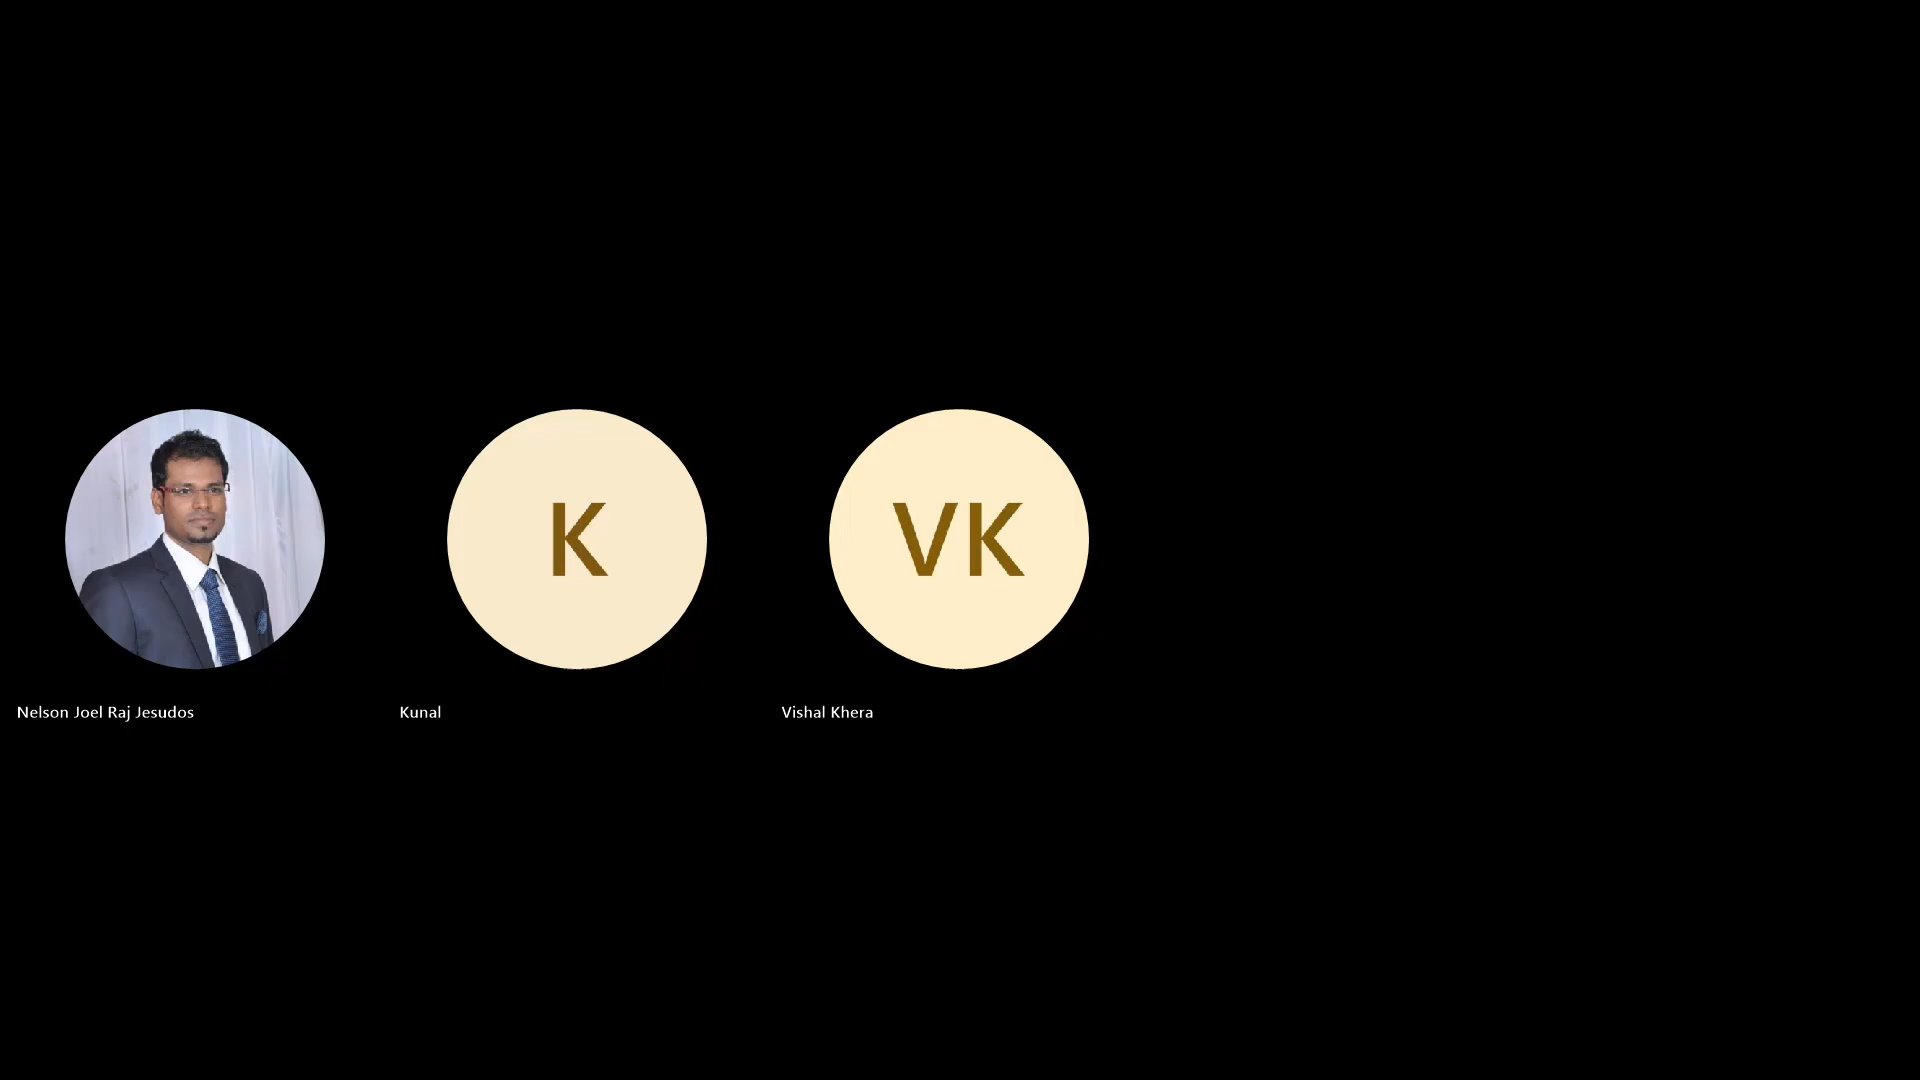 K
VK
Nelson Joel Raj Jesudos
Kunal
Vishal Khera